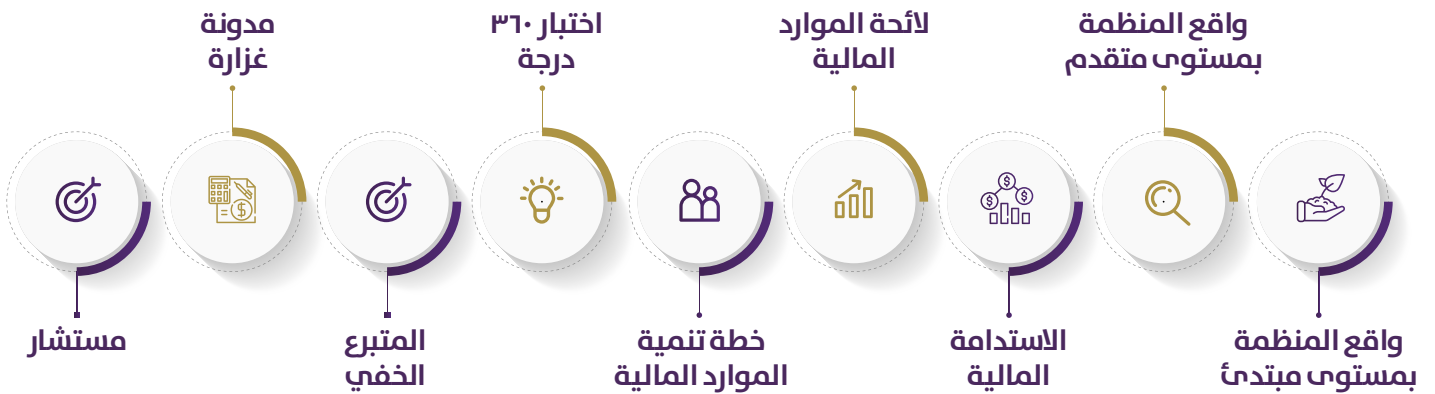 واقع المنظمة
بمستوى مبتدئ
واقع المنظمة
بمستوى متقدم
الاستدامة
المالية
لائحة الموارد
المالية
خطة تنمية
الموارد المالية
اختبار ٣٦٠
درجة
المتبرع
الخفي
مدونة
غزارة
مستشار